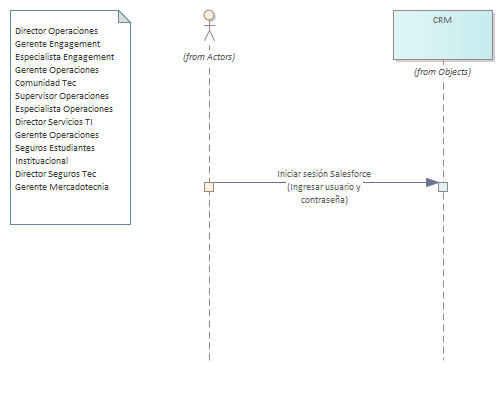 Director Operaciones
Gerente Engagement
Especialista Engagement
Gerente Operaciones
Comunidad Tec
Supervisor Operaciones
Especialista Operaciones
Director Servicios TI
Gerente Operaciones
Seguros Estudiantes
Instituacional
Director Seguros Tec
Gerente Mercadotecnia
(from Actors)
CRM
(from Objects)
Iniciar sesión Salesforce
(Ingresar usuario y
contraseña)